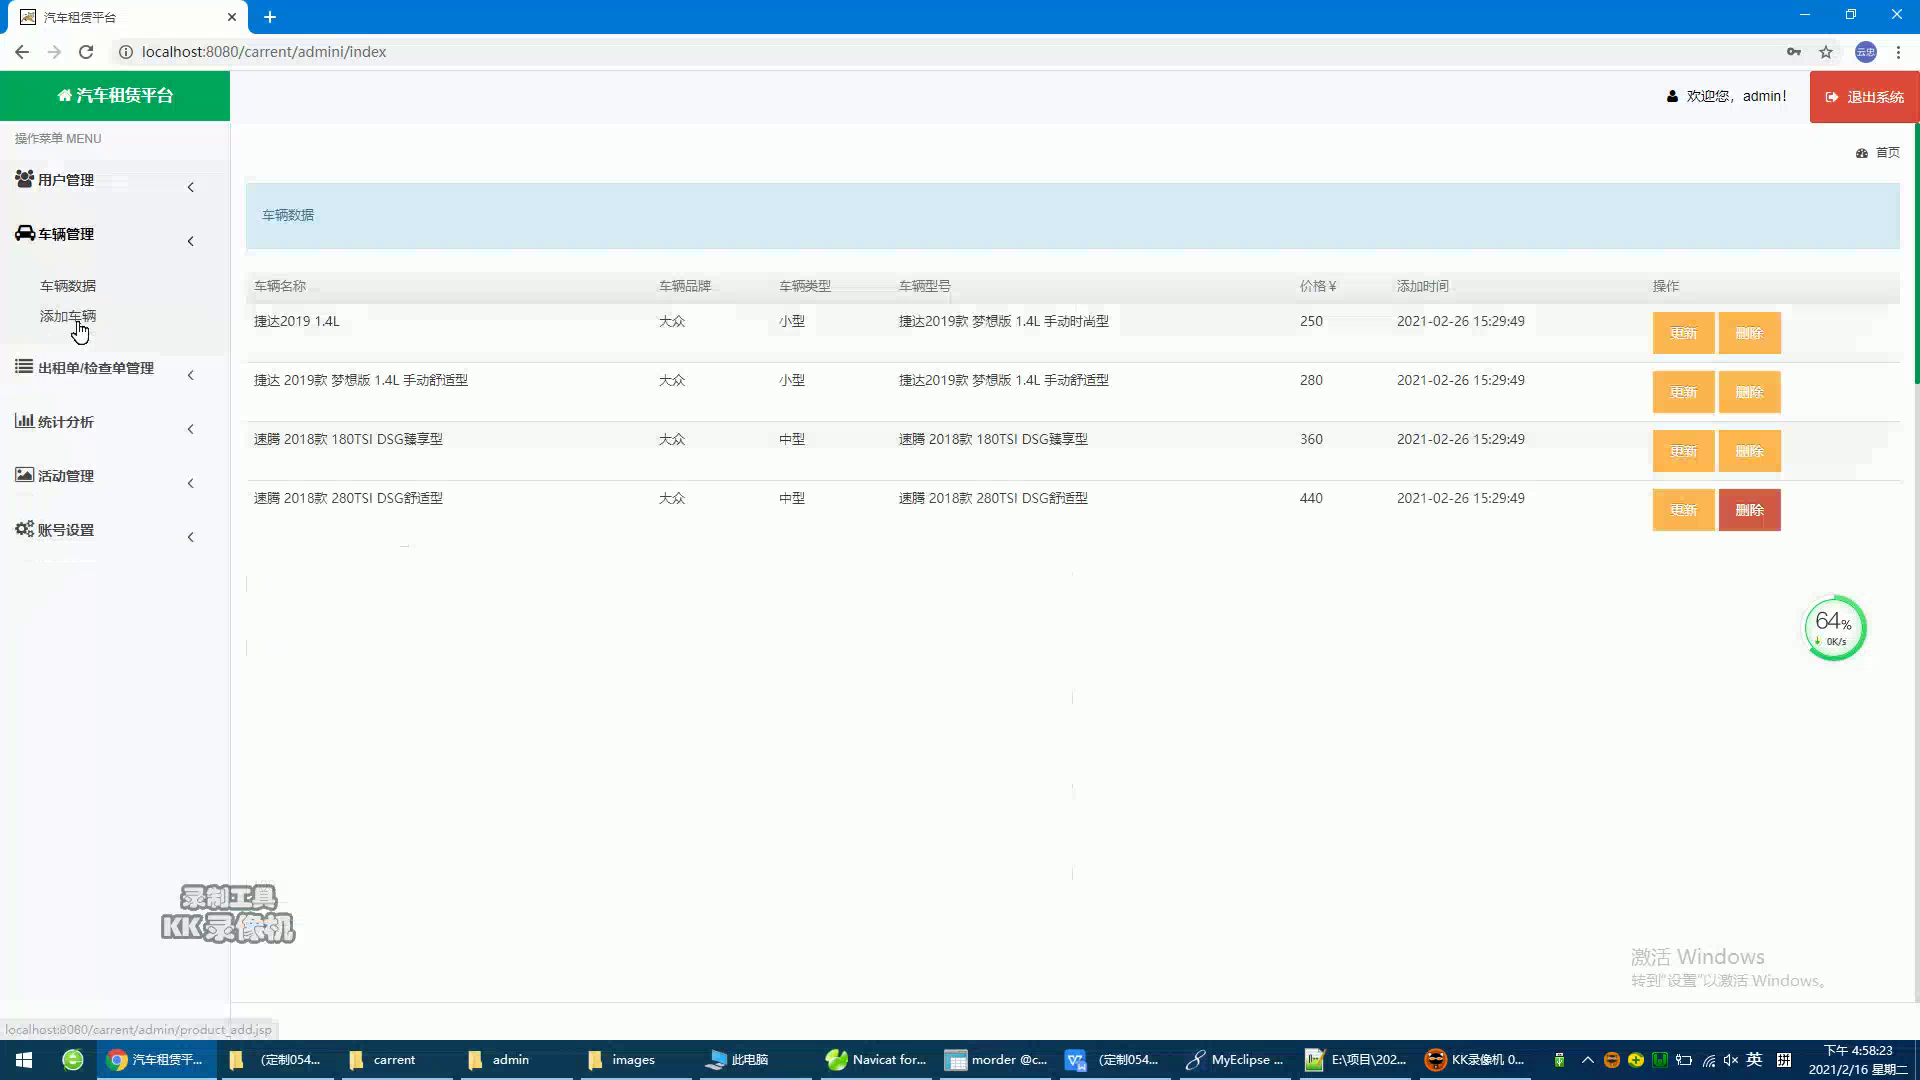 汽车租赁平台
localhost:8080/carrent/admini/index
云忠
汽车租赁平台
欢迎您，admin!
退出系统
操作菜单 MENU
首页
用户管理
车辆管理
车辆数据
添加车辆
出租单/检查单管理
统计分析
活动管理
账号设置
车辆数据
车辆名称 车辆品牌 车辆类型 车辆型号 价格¥ 添加时间 操作
捷达2019 1.4L 大众 小型 捷达2019款 梦想版 1.4L 手动时尚型 250 2021-02-26 15:29:49 更新 删除
捷达 2019款 梦想版 1.4L 手动舒适型 大众 小型 捷达2019款 梦想版 1.4L 手动舒适型 280 2021-02-26 15:29:49 更新 删除
速腾 2018款 180TSI DSG臻享型 大众 中型 速腾 2018款 180TSI DSG臻享型 360 2021-02-26 15:29:49 更新 删除
速腾 2018款 280TSI DSG舒适型 大众 中型 速腾 2018款 280TSI DSG舒适型 440 2021-02-26 15:29:49 更新 删除
64%
0K/s
录制工具
KK录像机
激活 Windows
转到"设置"以激活 Windows。
localhost:8080/carrent/admin/product_add.jsp
汽车租赁平... (定制054... carrent admin images 此电脑 Navicat for... morder @c... (定制054... MyEclipse ... E:\项目\202... KK录像机 0... 英 拼
下午 4:58:23
2021/2/16 星期二